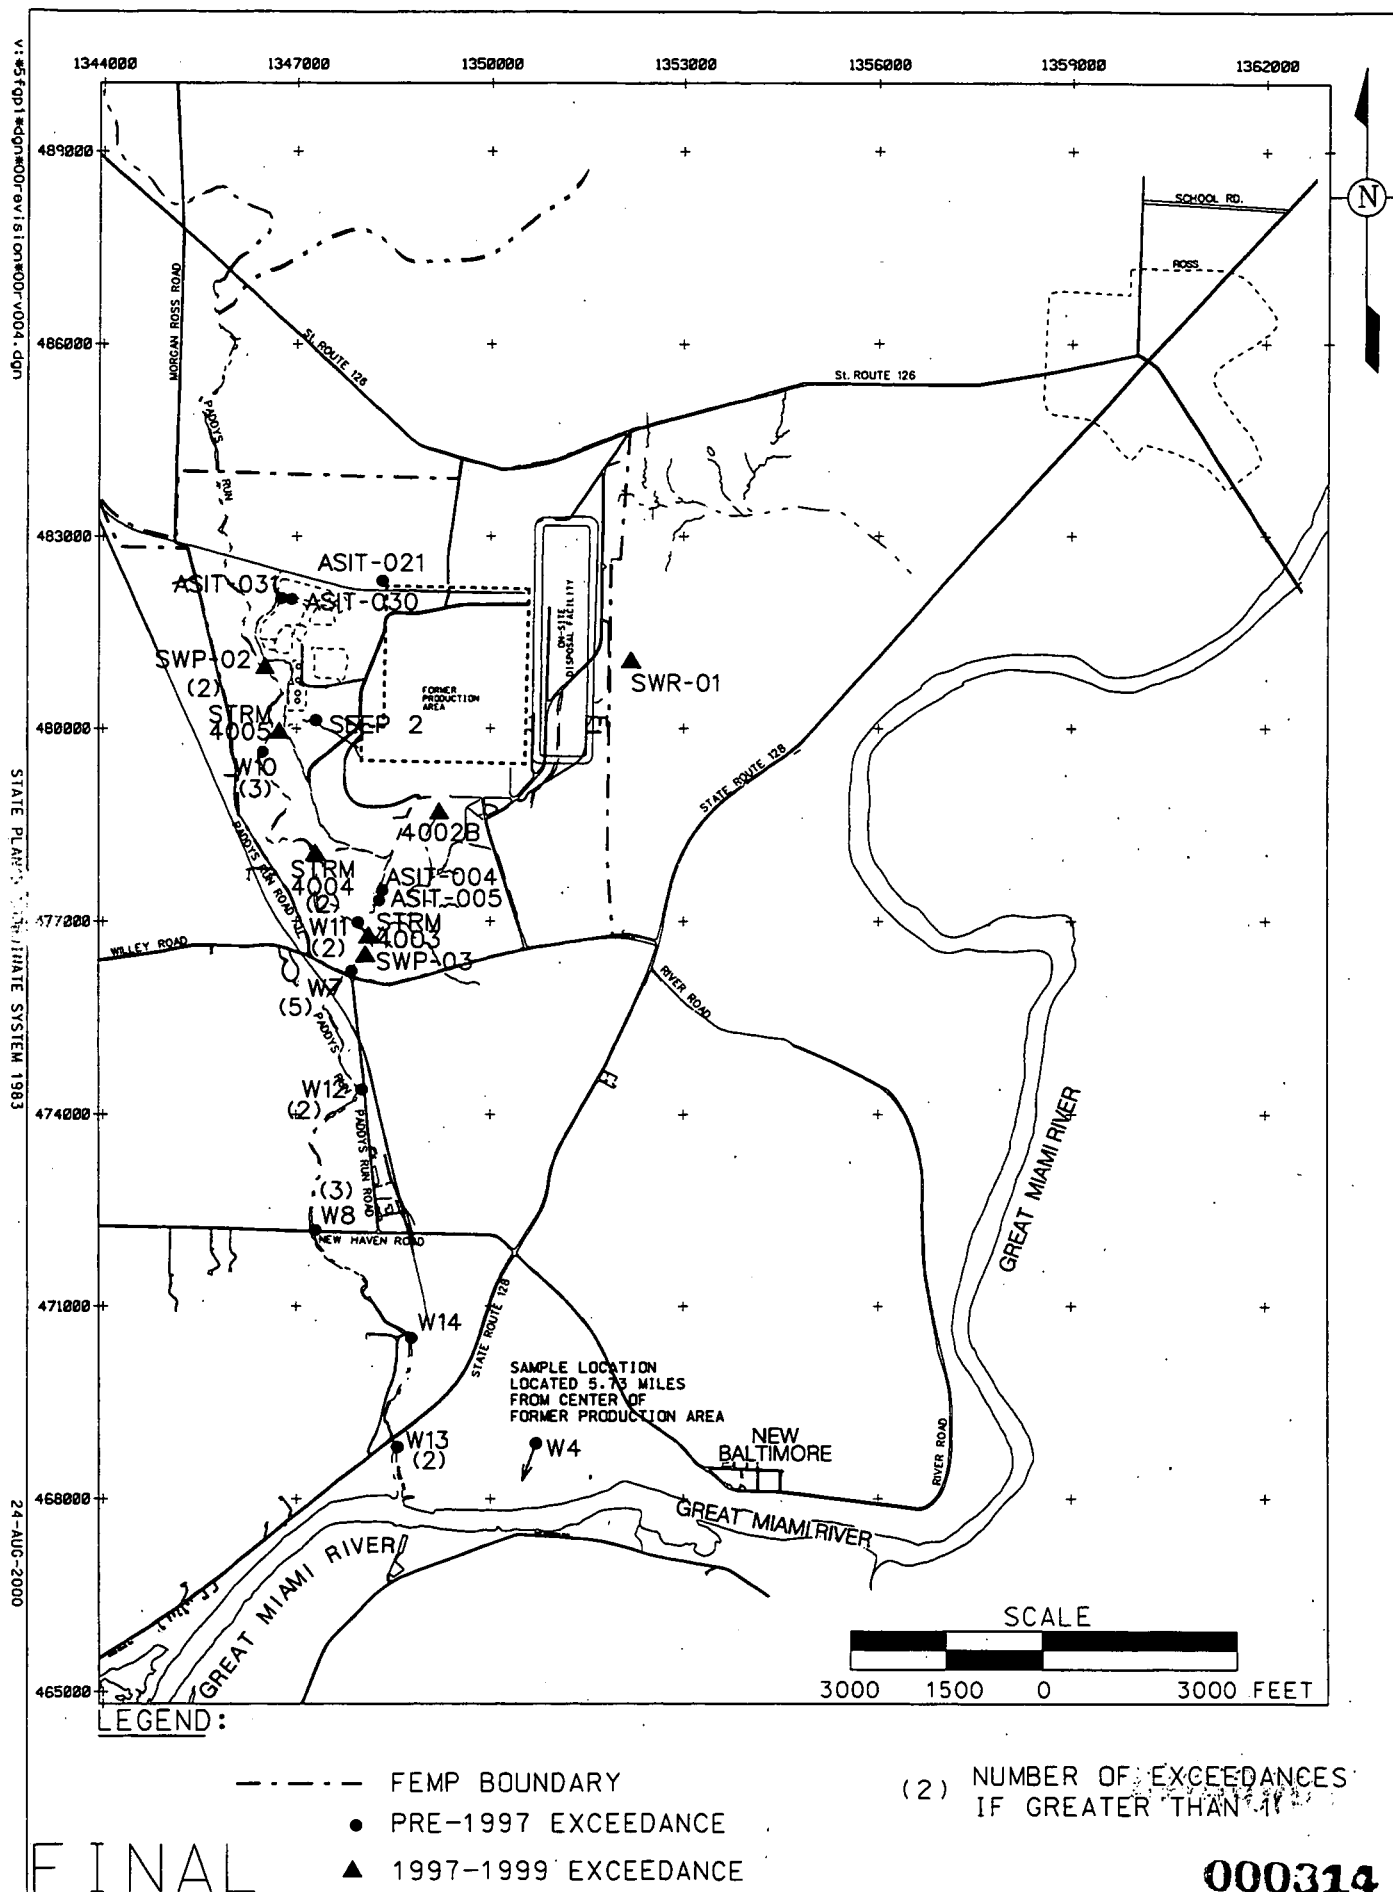 1344000 1347000 1350000 1353000 1356000 1359000 1362000
v:*5fgp1*dgn*00revision*00rv004.dgn
489000
N
SCHOOL RD.
ROSS
MORGAN ROSS ROAD
486000
St. ROUTE 126
St. ROUTE 126
PADDYS
RUN
483000
ASIT-021
ASIT-031
ASIT-030
ON-SITE
DISPOSAL FACILITY
SWP-02
(2)
SWR-01
FORMER
PRODUCTION
AREA
STRM
4005
SEEP 2
480000
W10
(3)
STATE ROUTE 128
STATE PLAN
INATE SYSTEM 1983
4002B
PADDYS RUN ROAD
STRM
4004
(2)
ASIT-004
ASIT-005
477000
W11
(2)
STRM
4003
WILLEY ROAD
SWP-03
W7
(5)
RIVER ROAD
PADDYS
RUN
W12
(2)
474000
PADDYS RUN ROAD
GREAT MIAMI RIVER
(3)
W8
NEW HAVEN ROAD
471000
W14
STATE ROUTE 128
SAMPLE LOCATION
LOCATED 5.73 MILES
FROM CENTER OF
FORMER PRODUCTION AREA
W13
(2)
W4
NEW
BALTIMORE
RIVER ROAD
468000
GREAT MIAMI RIVER
GREAT MIAMI RIVER
24-AUG-2000
SCALE
3000 1500 0 3000 FEET
465000
LEGEND:
FEMP BOUNDARY
PRE-1997 EXCEEDANCE
1997-1999 EXCEEDANCE
(2) NUMBER OF EXCEEDANCES
IF GREATER THAN 1
FINAL
000314